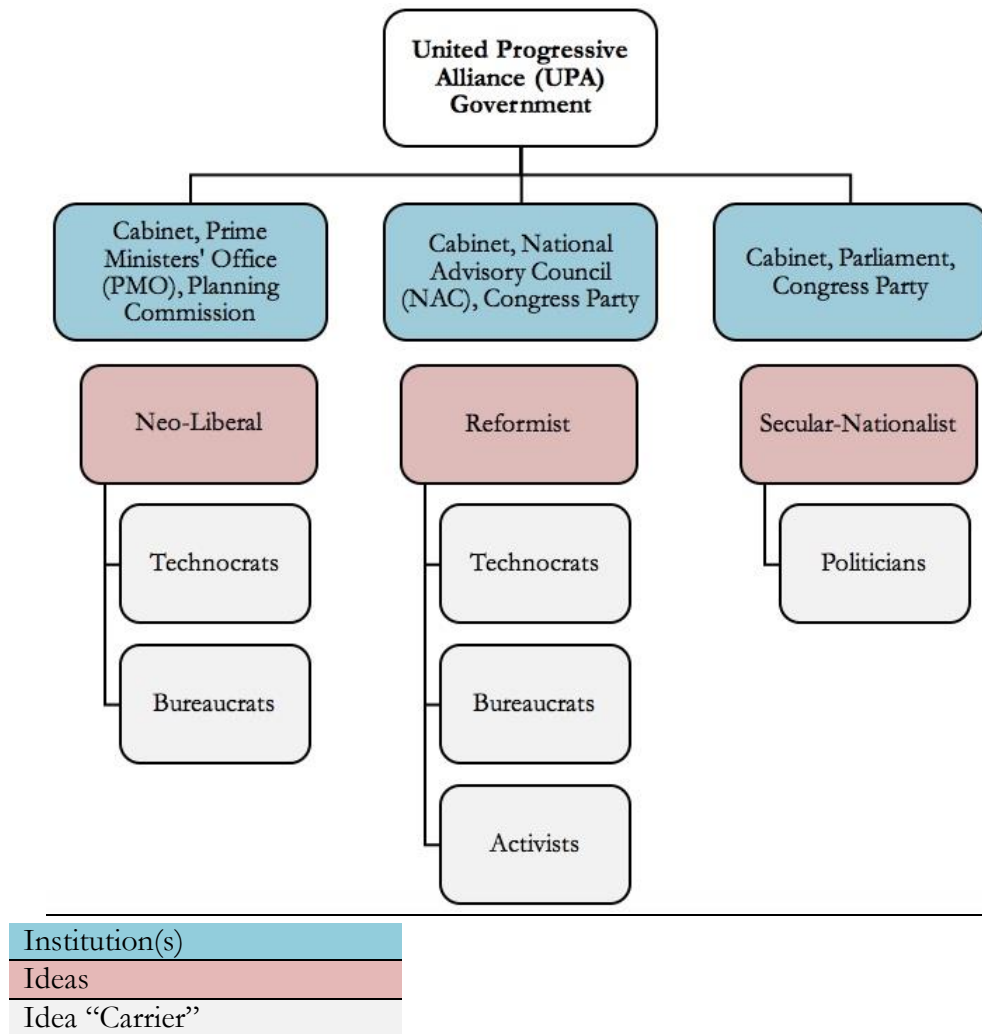 United Progressive
Alliance (UPA)
Government
Cabinet, Prime
Ministers' Office
(PMO), Planning
Commission
Cabinet, National
Advisory Council
(NAC), Congress Party
Cabinet, Parliament,
Congress Party
Neo-Liberal
Reformist
Secular-Nationalist
Technocrats
Technocrats
Politicians
Bureaucrats
Bureaucrats
Activists
Institution(s)
Ideas
Idea “Carrier”